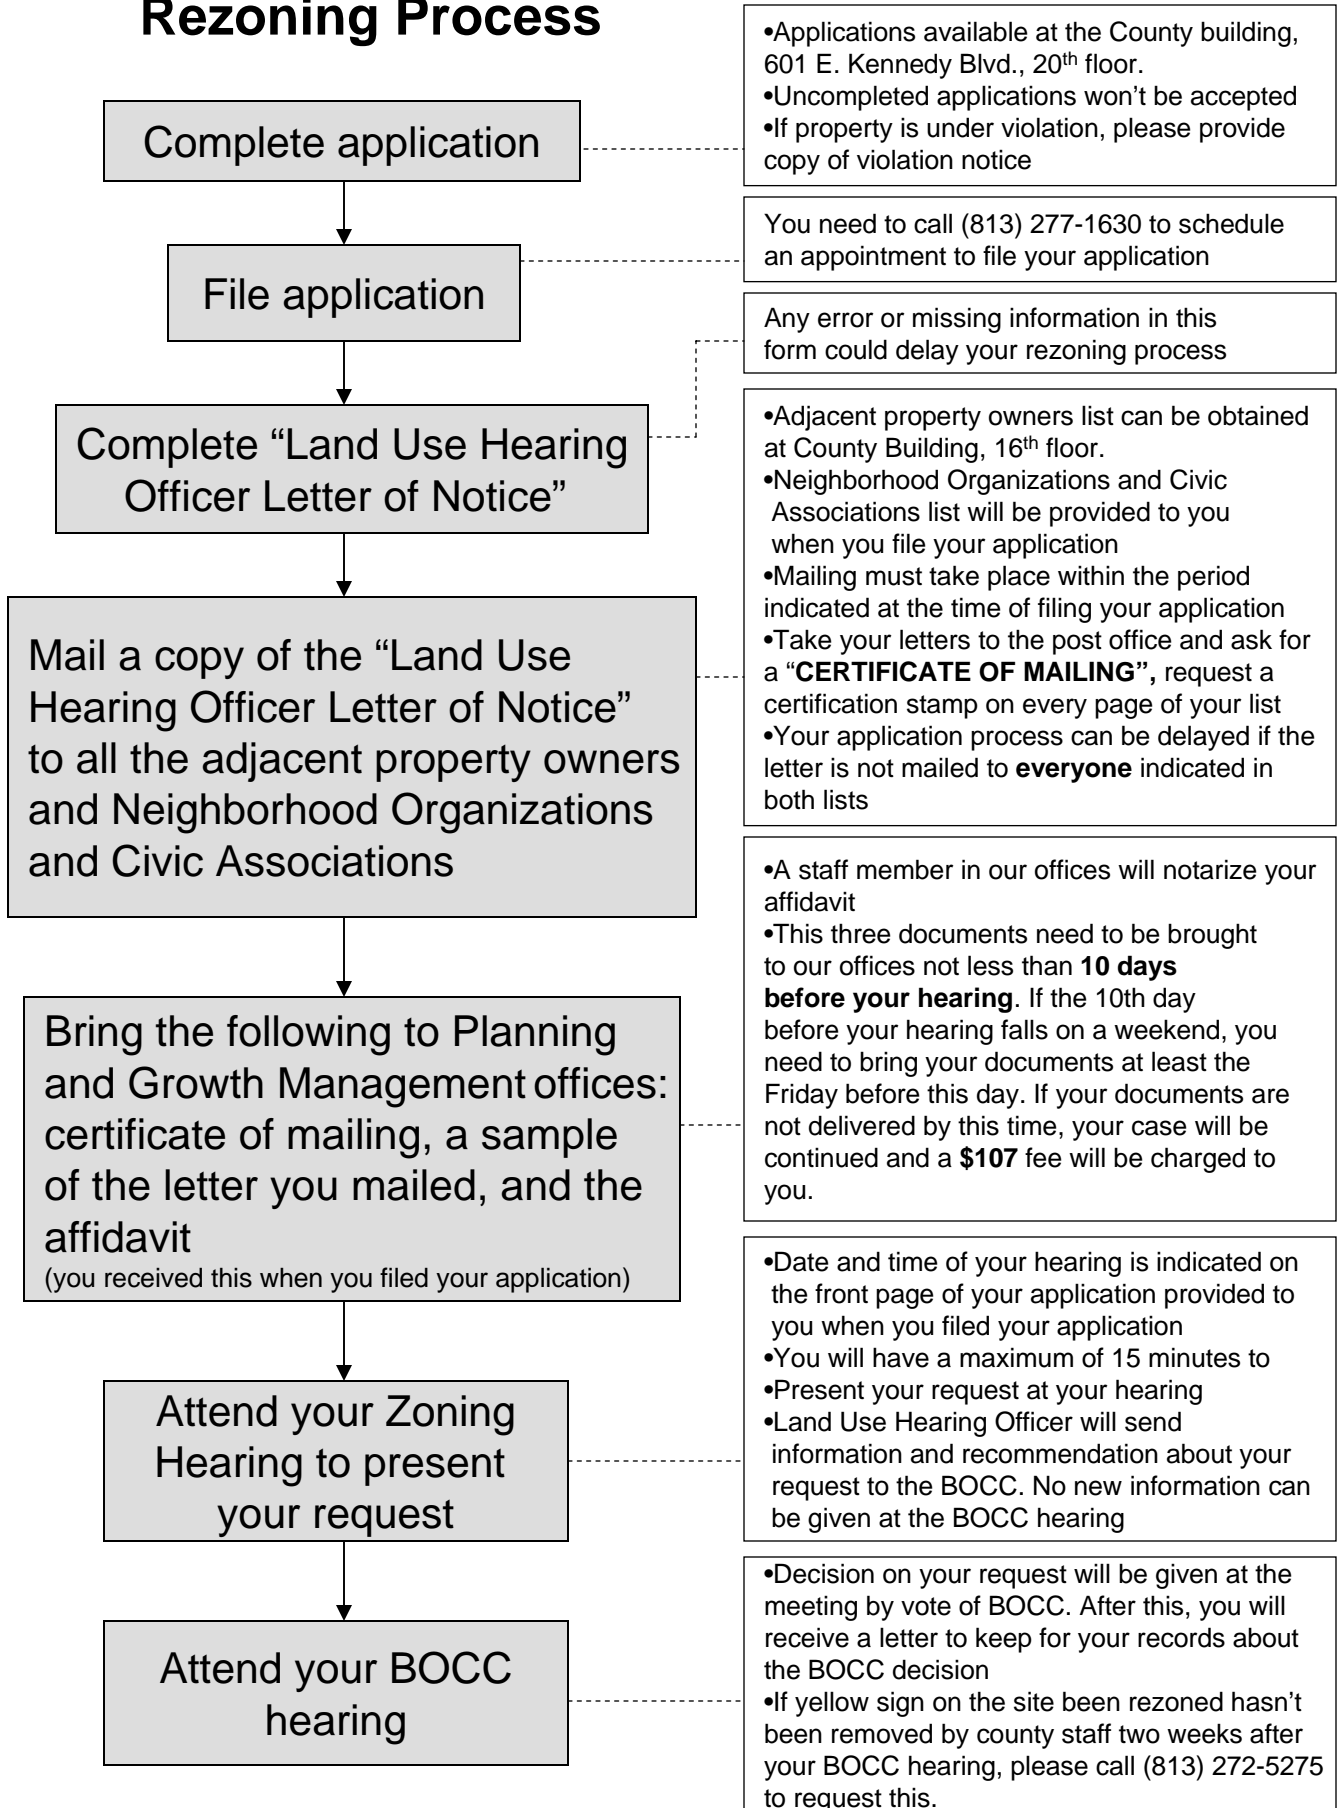 Rezoning Process
Complete application
•Applications available at the County building,
601 E. Kennedy Blvd., 20th floor.
•Uncompleted applications won’t be accepted
•If property is under violation, please provide
copy of violation notice
File application
You need to call (813) 277-1630 to schedule
an appointment to file your application
Complete “Land Use Hearing
Officer Letter of Notice”
Any error or missing information in this
form could delay your rezoning process
Mail a copy of the “Land Use
Hearing Officer Letter of Notice”
to all the adjacent property owners
and Neighborhood Organizations
and Civic Associations
•Adjacent property owners list can be obtained
at County Building, 16th floor.
•Neighborhood Organizations and Civic
Associations list will be provided to you
when you file your application
•Mailing must take place within the period
indicated at the time of filing your application
•Take your letters to the post office and ask for
a “CERTIFICATE OF MAILING”, request a
certification stamp on every page of your list
•Your application process can be delayed if the
letter is not mailed to everyone indicated in
both lists
Bring the following to Planning
and Growth Management offices:
certificate of mailing, a sample
of the letter you mailed, and the
affidavit
(you received this when you filed your application)
•A staff member in our offices will notarize your
affidavit
•This three documents need to be brought
to our offices not less than 10 days
before your hearing. If the 10th day
before your hearing falls on a weekend, you
need to bring your documents at least the
Friday before this day. If your documents are
not delivered by this time, your case will be
continued and a $107 fee will be charged to
you.
Attend your Zoning
Hearing to present
your request
•Date and time of your hearing is indicated on
the front page of your application provided to
you when you filed your application
•You will have a maximum of 15 minutes to
•Present your request at your hearing
•Land Use Hearing Officer will send
information and recommendation about your
request to the BOCC. No new information can
be given at the BOCC hearing
Attend your BOCC
hearing
•Decision on your request will be given at the
meeting by vote of BOCC. After this, you will
receive a letter to keep for your records about
the BOCC decision
•If yellow sign on the site been rezoned hasn’t
been removed by county staff two weeks after
your BOCC hearing, please call (813) 272-5275
to request this.